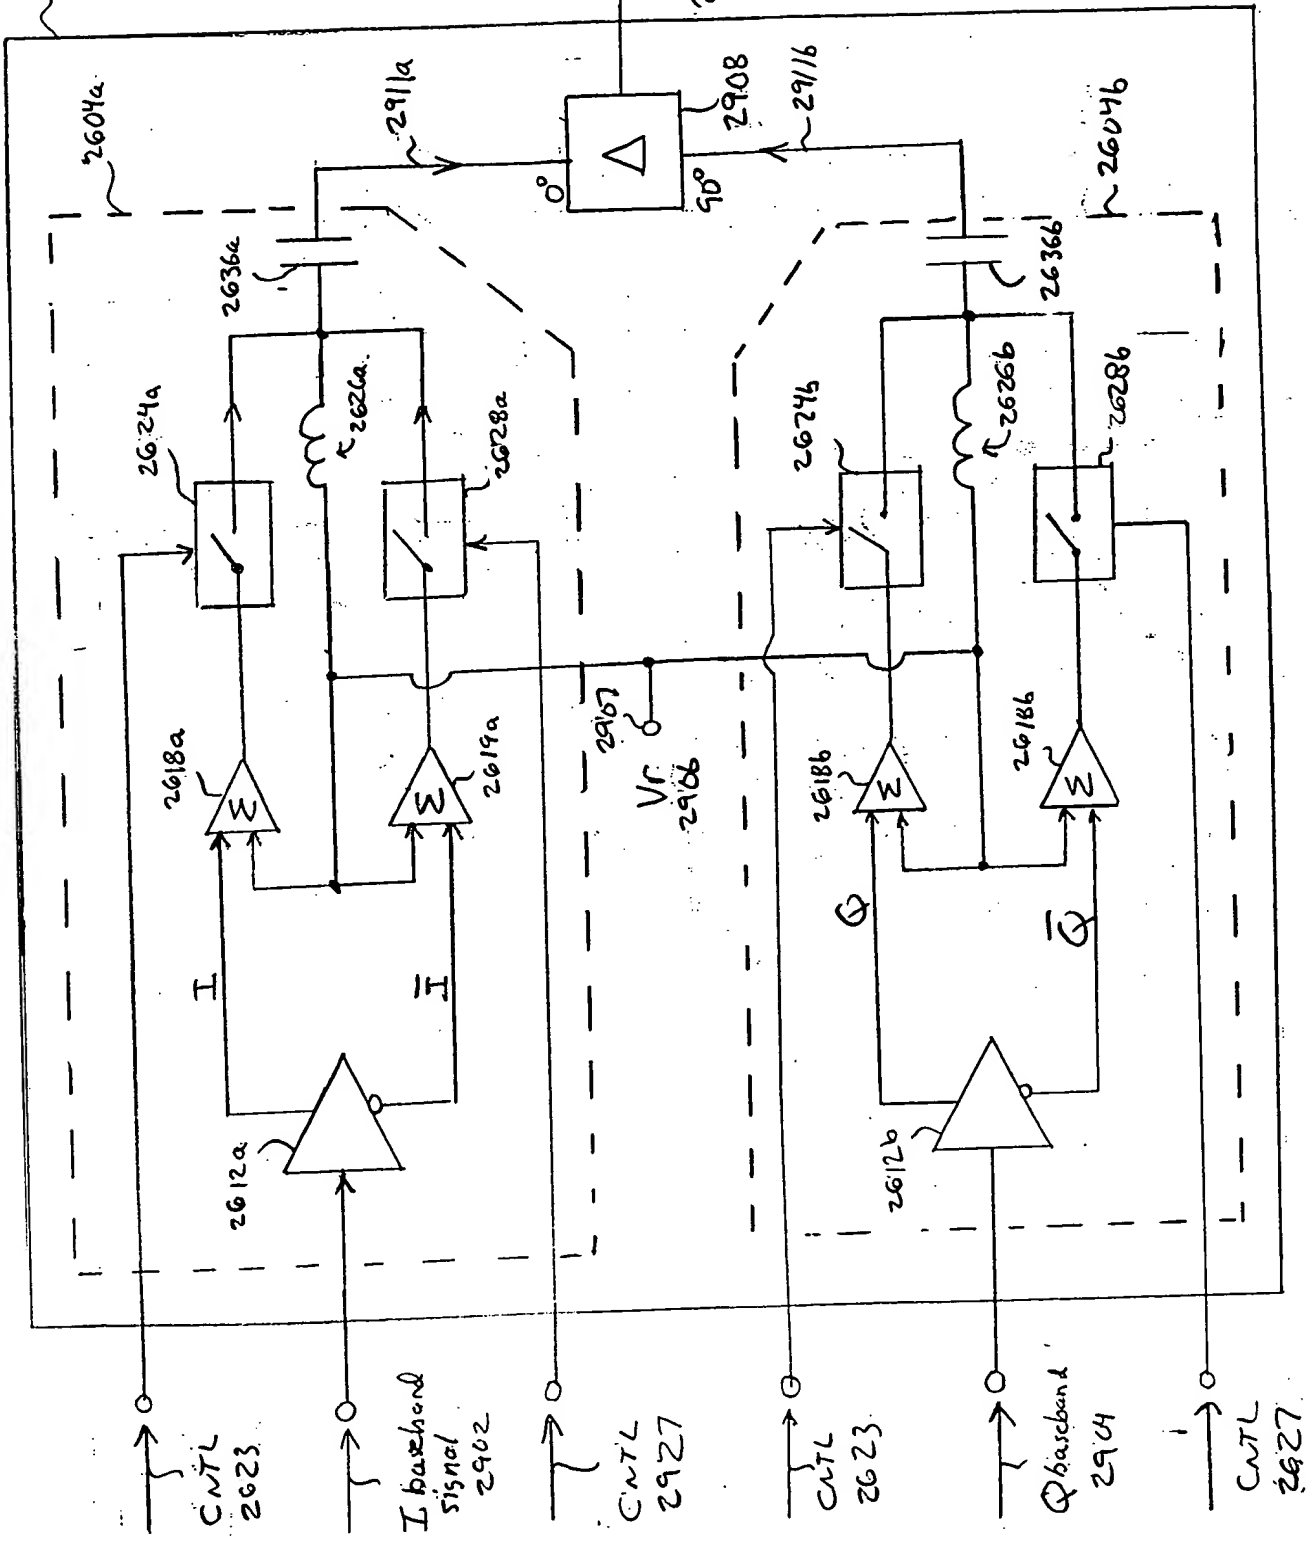 2604a
2911a
2908
2911b
2604b
0°
Δ
90°
2636a
2636b
2624a
2626a
2628a
2624b
2626b
2628b
2618a
Σ
2619a
Σ
2907
Vr
2906
2618b
Σ
2618b
Σ
I
I̅
Q
Q̅
2612a
2612b
CNTL
2623
I baseband
signal
2902
CNTL
2927
CNTL
2623
Q baseband
2904
CNTL
2627